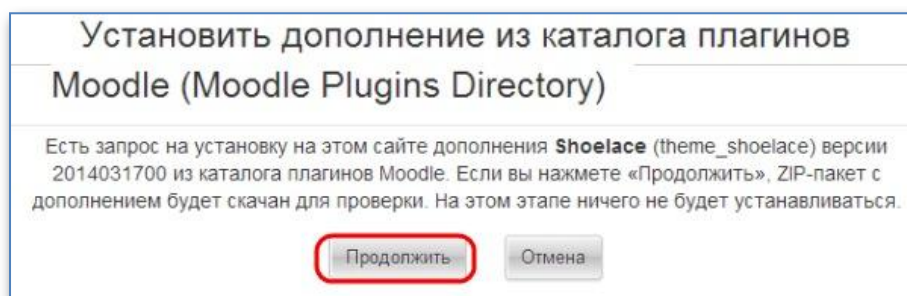 Установить дополнение из каталога плагинов
Moodle (Moodle Plugins Directory)
Есть запрос на установку на этом сайте дополнения Shoelace (theme_shoelace) версии
2014031700 из каталога плагинов Moodle. Если вы нажмете «Продолжить», ZIP-пакет с
дополнением будет скачан для проверки. На этом этапе ничего не будет устанавливаться.
Продолжить Отмена